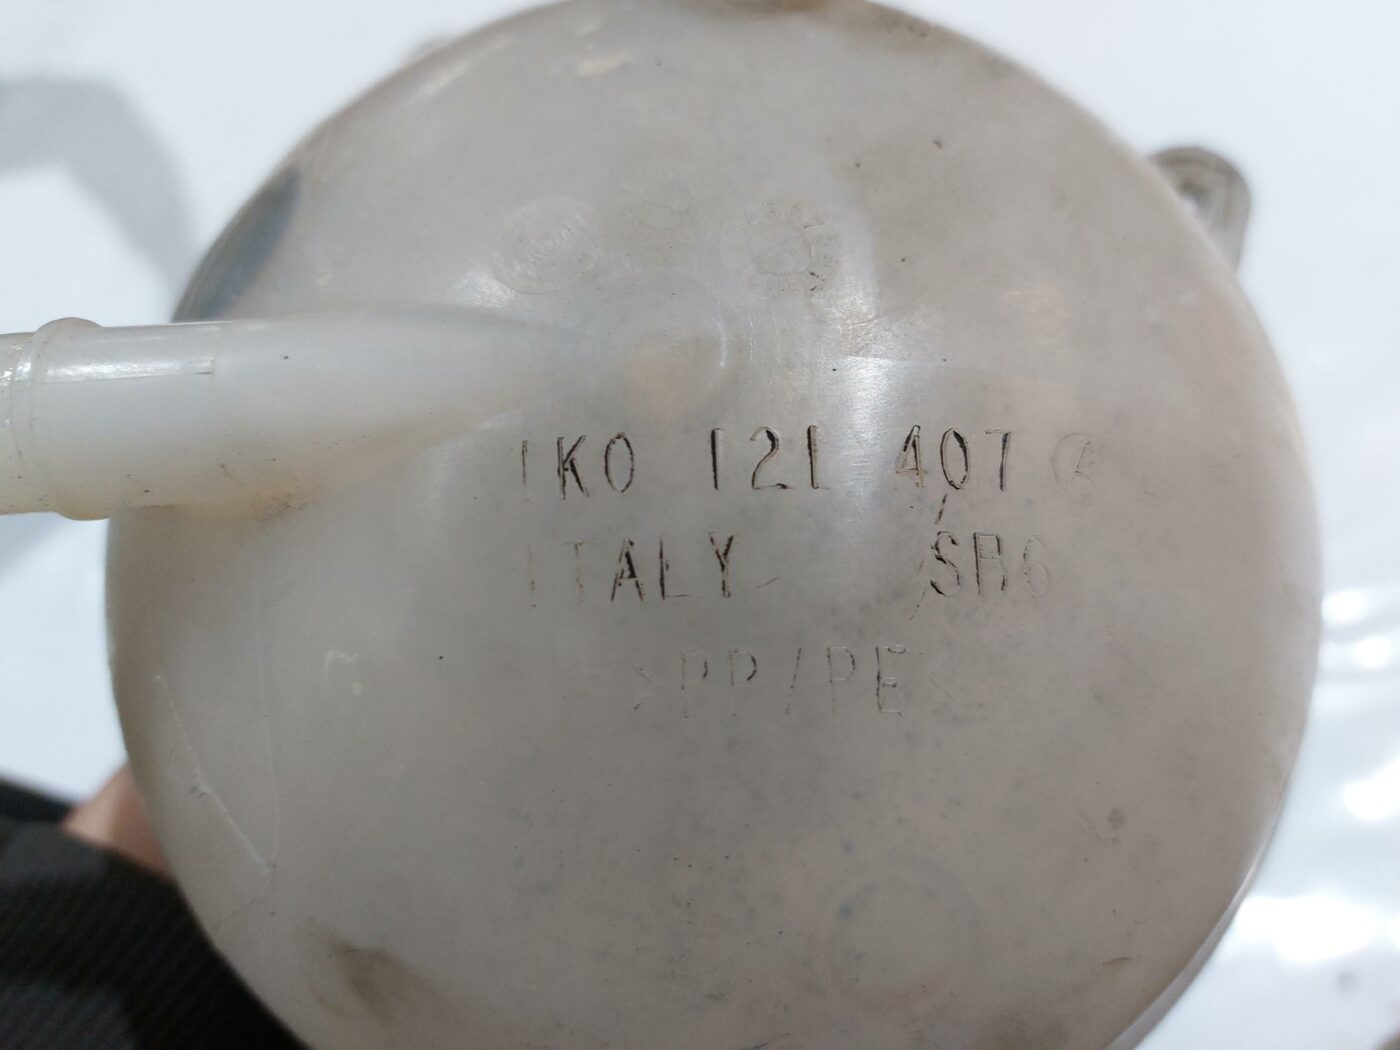 1K0 121 407 A
ITALY SB6
>PP/PE<